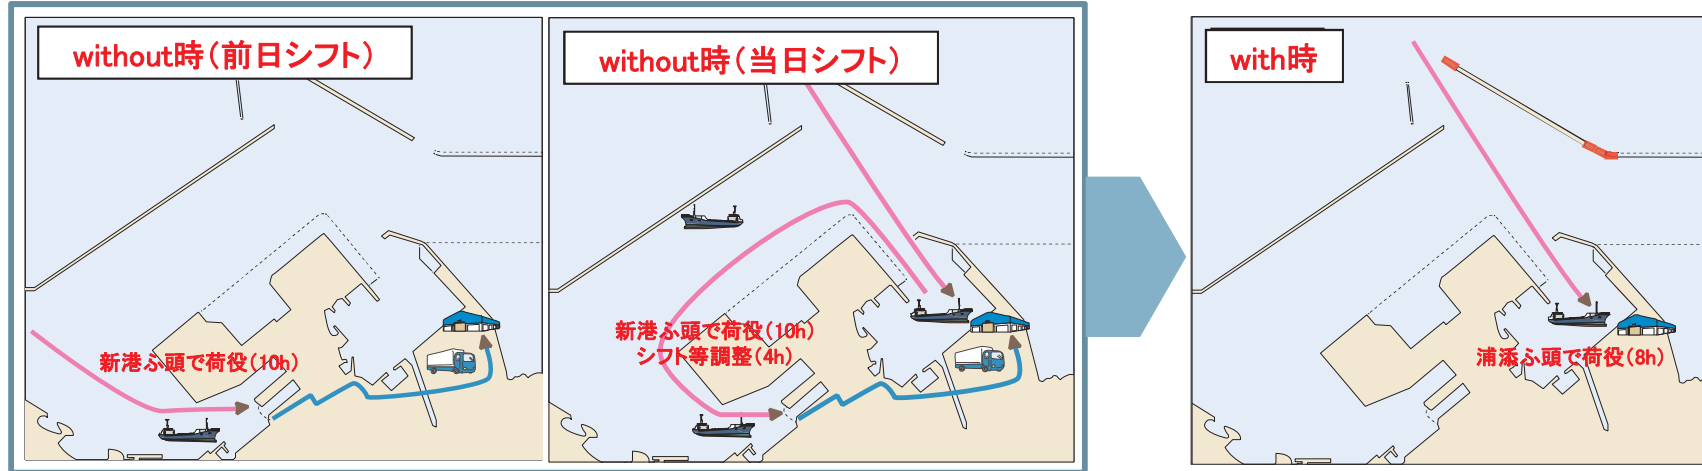 without時（前日シフト）
新港ふ頭で荷役（10h）
without時（当日シフト）
新港ふ頭で荷役（10h）
シフト等調整（4h）
with時
浦添ふ頭で荷役（8h）